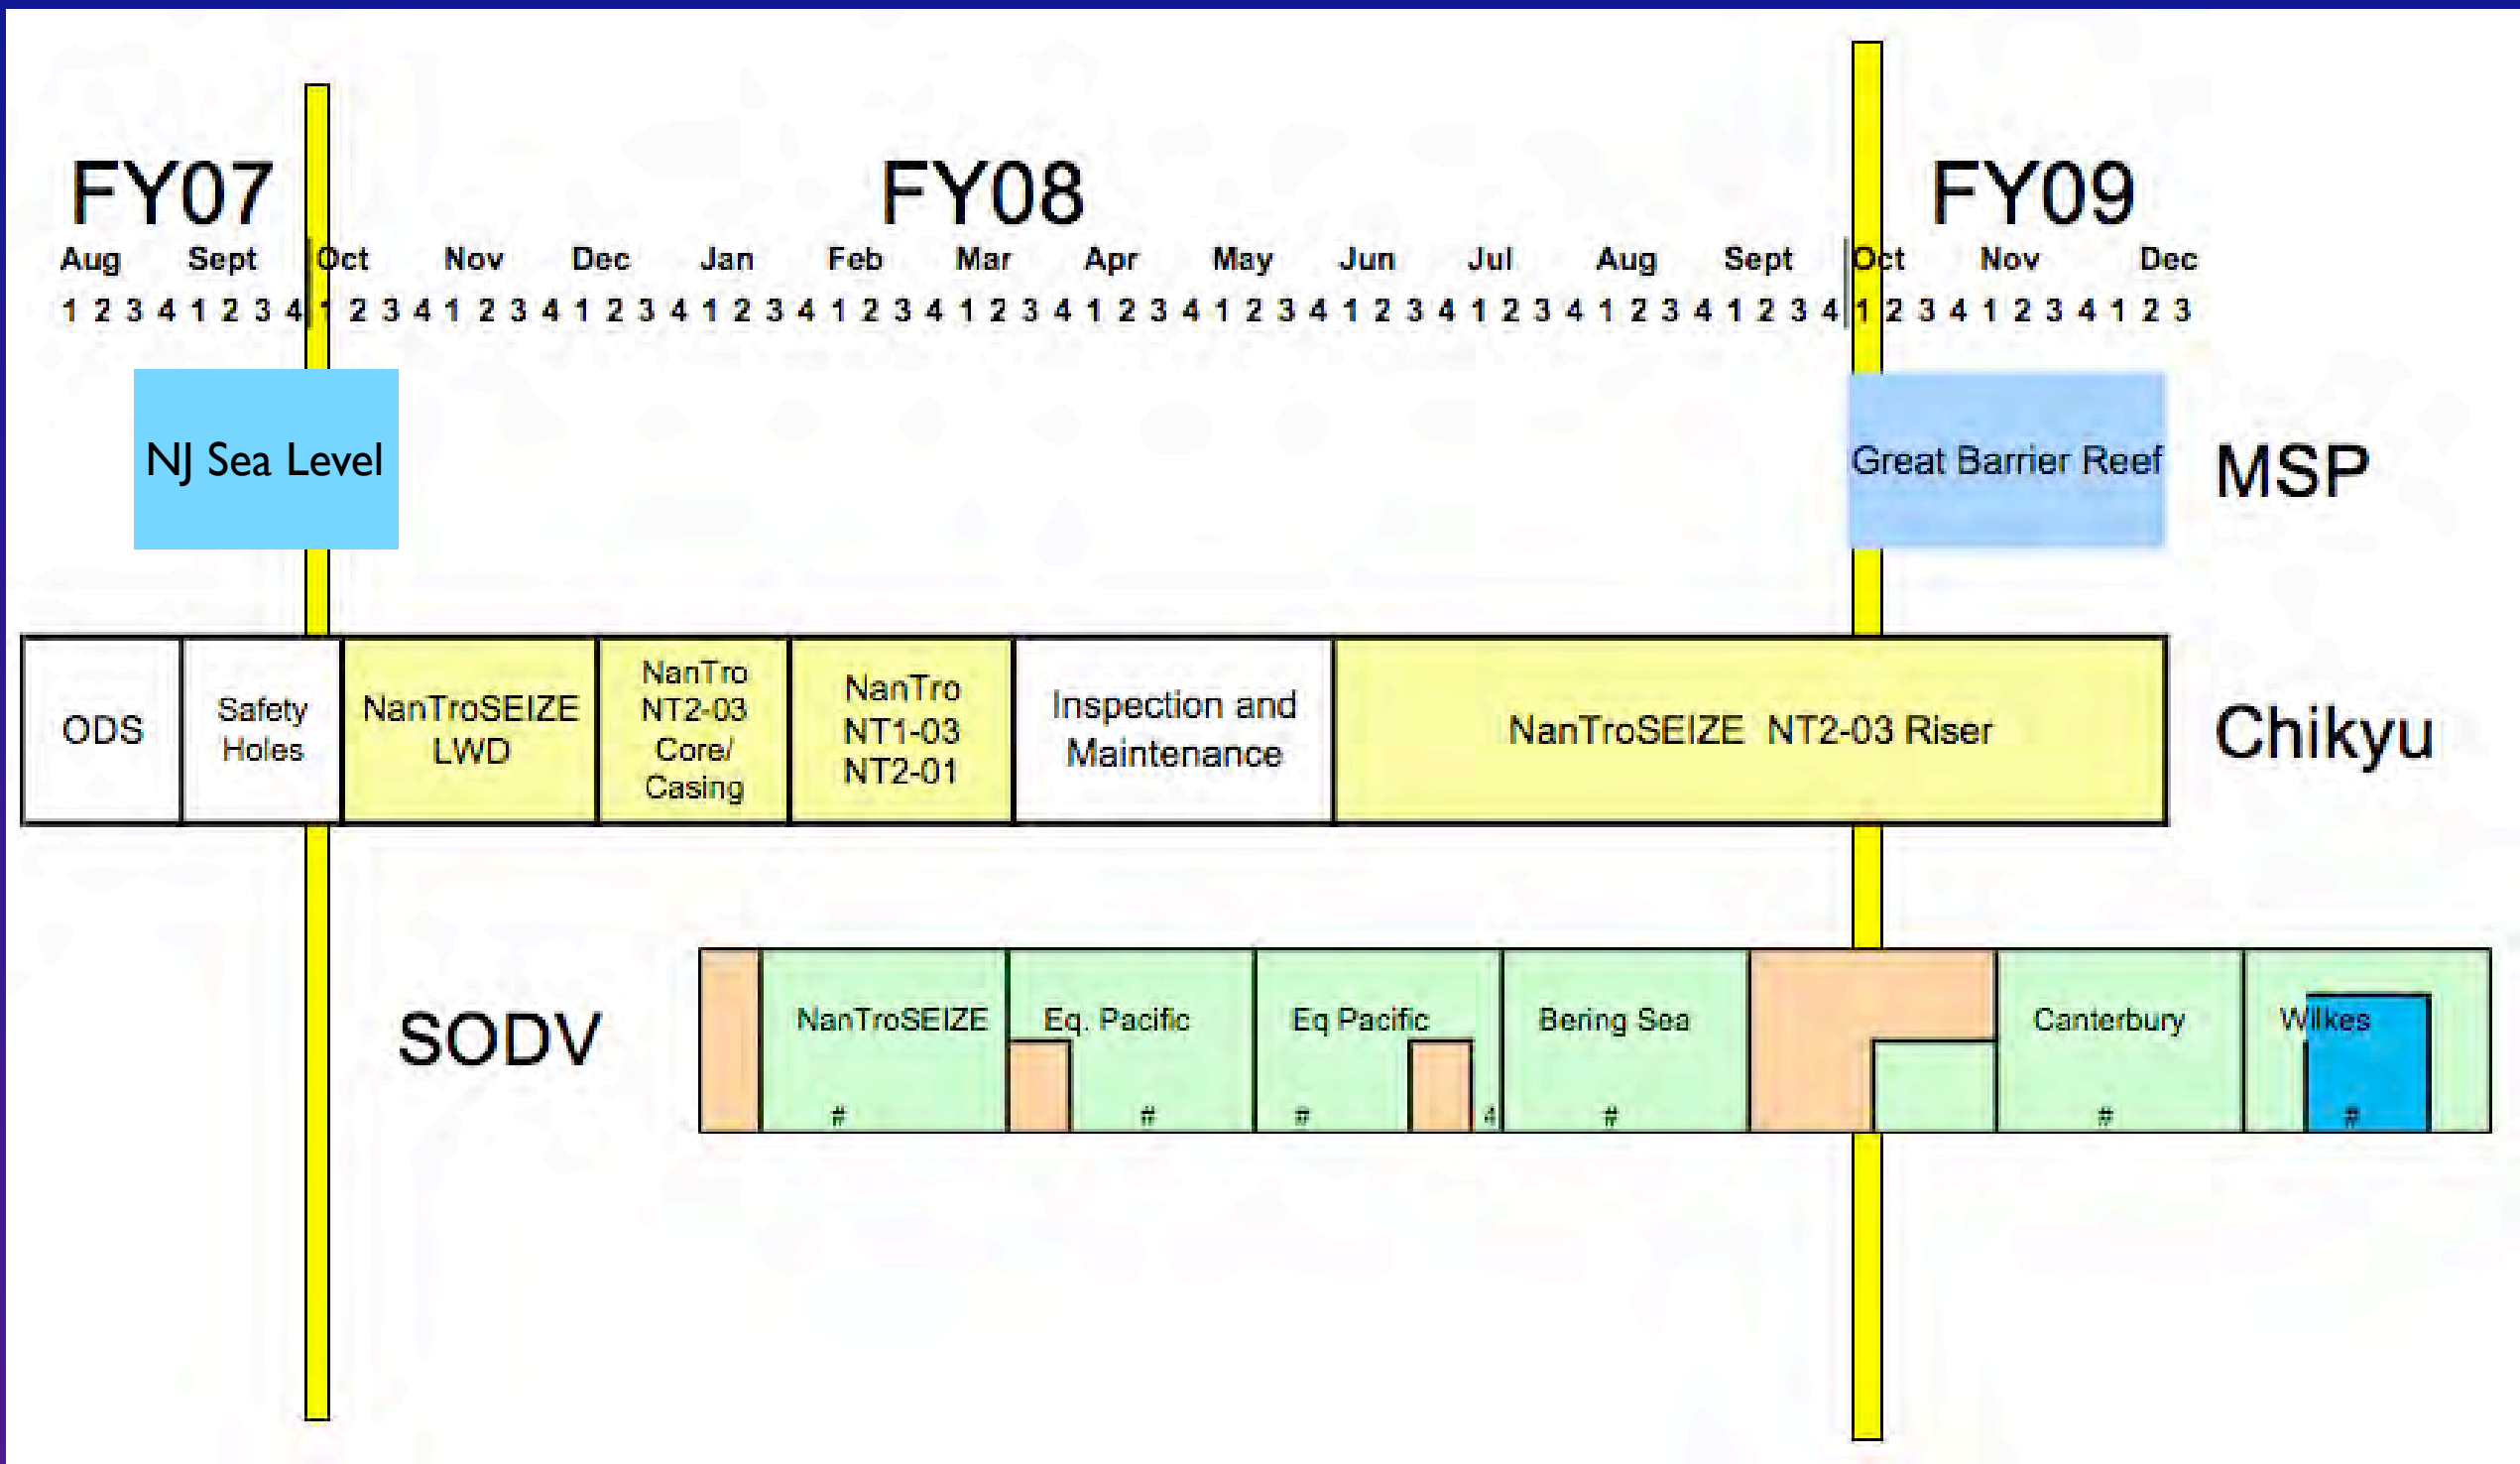 FY07 FY08 FY09
Aug Sept Oct Nov Dec Jan Feb Mar Apr May Jun Jul Aug Sept Oct Nov Dec
1 2 3 4 1 2 3 4 1 2 3 4 1 2 3 4 1 2 3 4 1 2 3 4 1 2 3 4 1 2 3 4 1 2 3 4 1 2 3 4 1 2 3 4 1 2 3 4 1 2 3 4 1 2 3 4 1 2 3 4 1 2 3 4 1 2 3
NJ Sea Level
Great Barrier Reef
MSP
ODS
Safety
Holes
NanTroSEIZE
LWD
NanTro
NT2-03
Core/
Casing
NanTro
NT1-03
NT2-01
Inspection and
Maintenance
NanTroSEIZE NT2-03 Riser
Chikyu
SODV
NanTroSEIZE
#
Eq. Pacific
#
Eq Pacific
# 4
Bering Sea
#
Canterbury
#
Wilkes
#